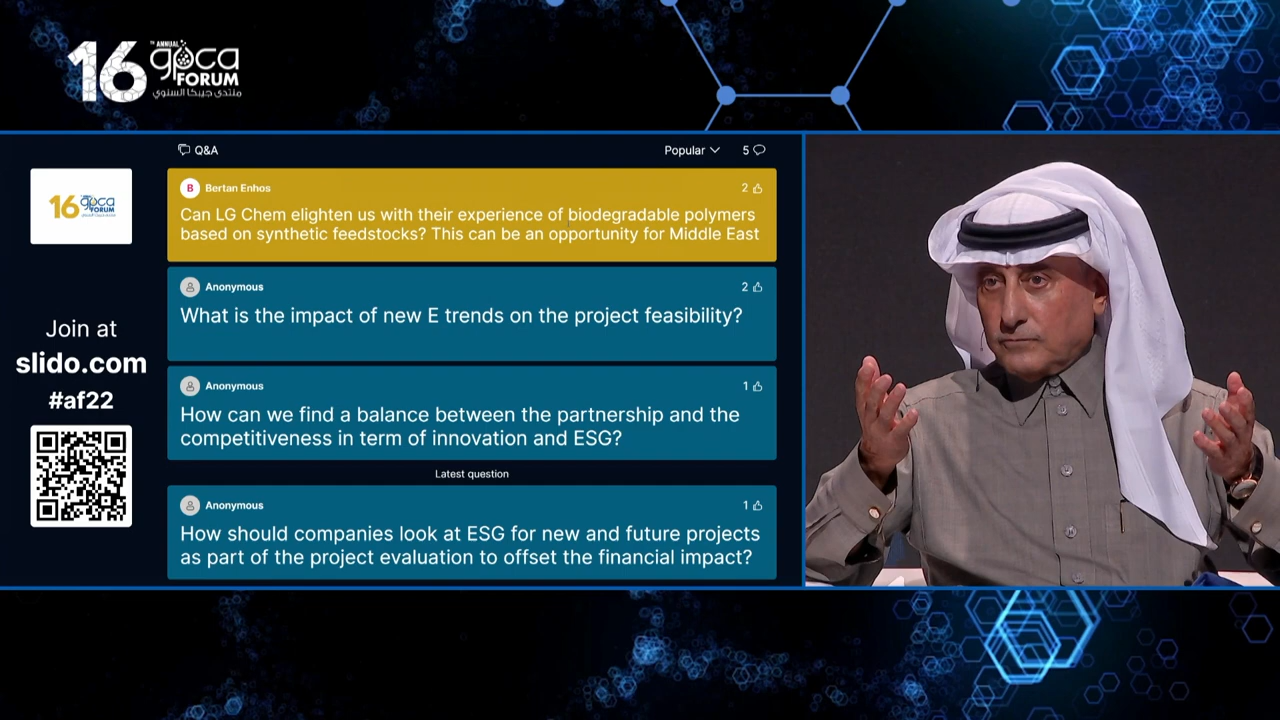 16
TH ANNUAL
gpca
FORUM
منتدى جيبكا السنوي
Q&A
Popular
5
16 gpca
FORUM
Join at
slido.com
#af22
B Bertan Enhos
2
Can LG Chem elighten us with their experience of biodegradable polymers
based on synthetic feedstocks? This can be an opportunity for Middle East
Anonymous
2
What is the impact of new E trends on the project feasibility?
Anonymous
1
How can we find a balance between the partnership and the
competitiveness in term of innovation and ESG?
Latest question
Anonymous
1
How should companies look at ESG for new and future projects
as part of the project evaluation to offset the financial impact?